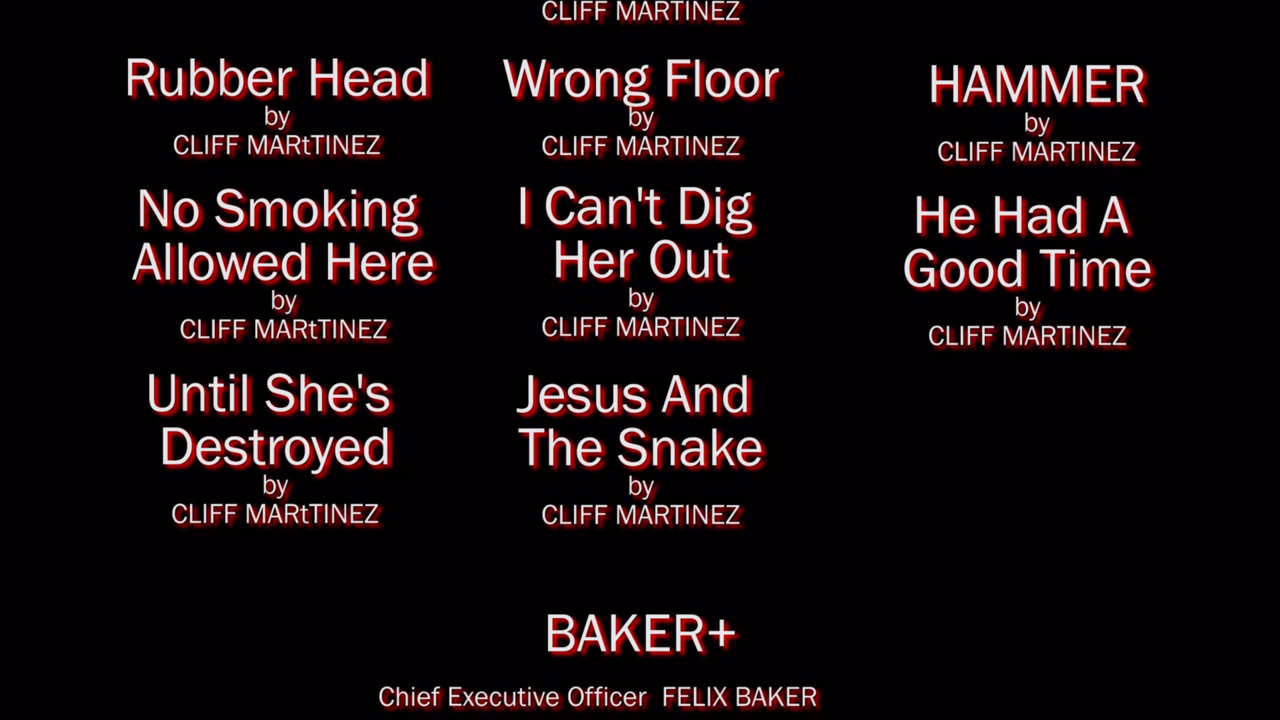 CLIFF MARTINEZ
Rubber Head
by
CLIFF MARtTINEZ
Wrong Floor
by
CLIFF MARTINEZ
HAMMER
by
CLIFF MARTINEZ
No Smoking
Allowed Here
by
CLIFF MARtTINEZ
I Can't Dig
Her Out
by
CLIFF MARTINEZ
He Had A
Good Time
by
CLIFF MARTINEZ
Until She's
Destroyed
by
CLIFF MARtTINEZ
Jesus And
The Snake
by
CLIFF MARTINEZ
BAKER+
Chief Executive Officer FELIX BAKER